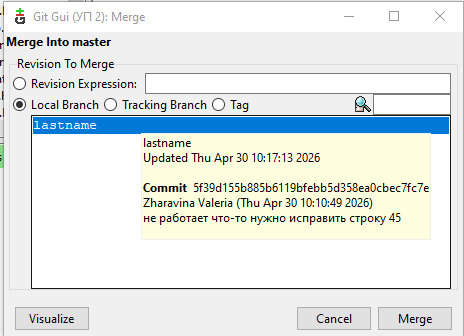 Git Gui (УП 2): Merge
Merge Into master
Revision To Merge
Revision Expression:
Local Branch Tracking Branch Tag
lastname
lastname
Updated Thu Apr 30 10:17:13 2026
Commit 5f39d155b885b6119bfebb5d358ea0cbec7fc7e
Zharavina Valeria (Thu Apr 30 10:10:49 2026)
не работает что-то нужно исправить строку 45
Visualize Cancel Merge